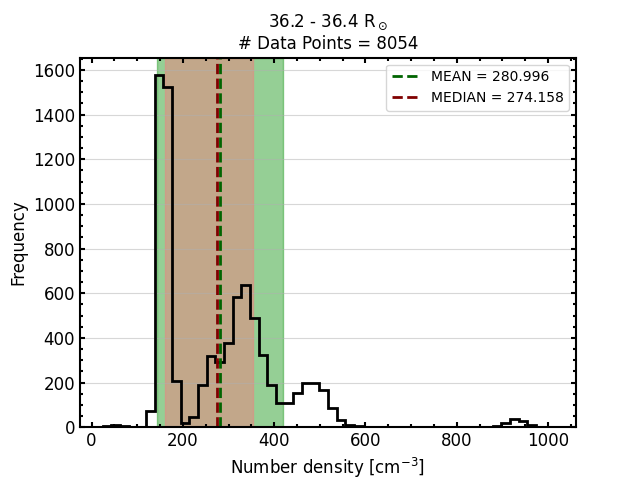 36.2 - 36.4 R⊙
# Data Points = 8054
MEAN = 280.996
MEDIAN = 274.158
1600
1400
1200
1000
800
600
400
200
0
Frequency
0 200 400 600 800 1000
Number density [cm⁻³]